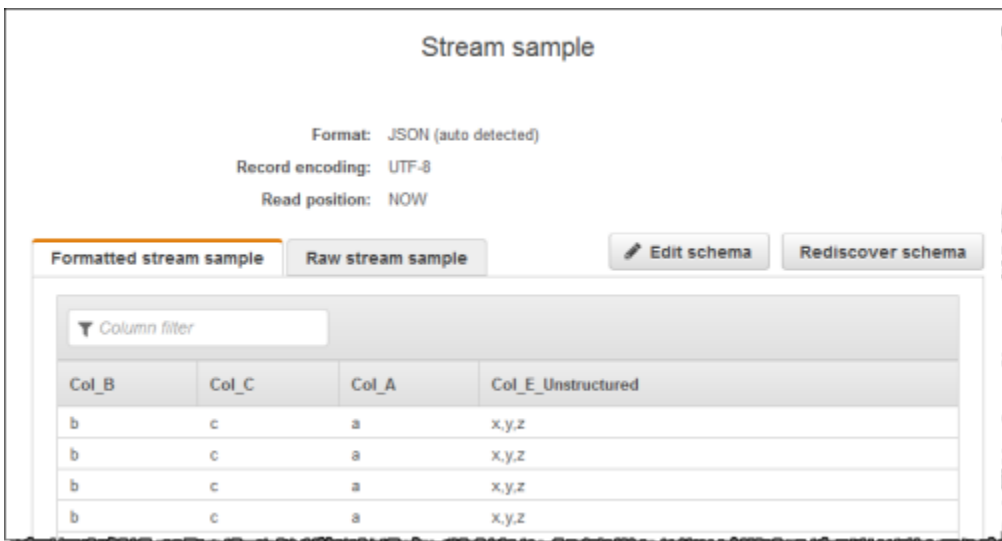 Stream sample
Format: JSON (auto detected)
Record encoding: UTF-8
Read position: NOW
Formatted stream sample Raw stream sample Edit schema Rediscover schema
Column filter
Col_B Col_C Col_A Col_E_Unstructured
b c a x,y,z
b c a x,y,z
b c a x,y,z
b c a x,y,z